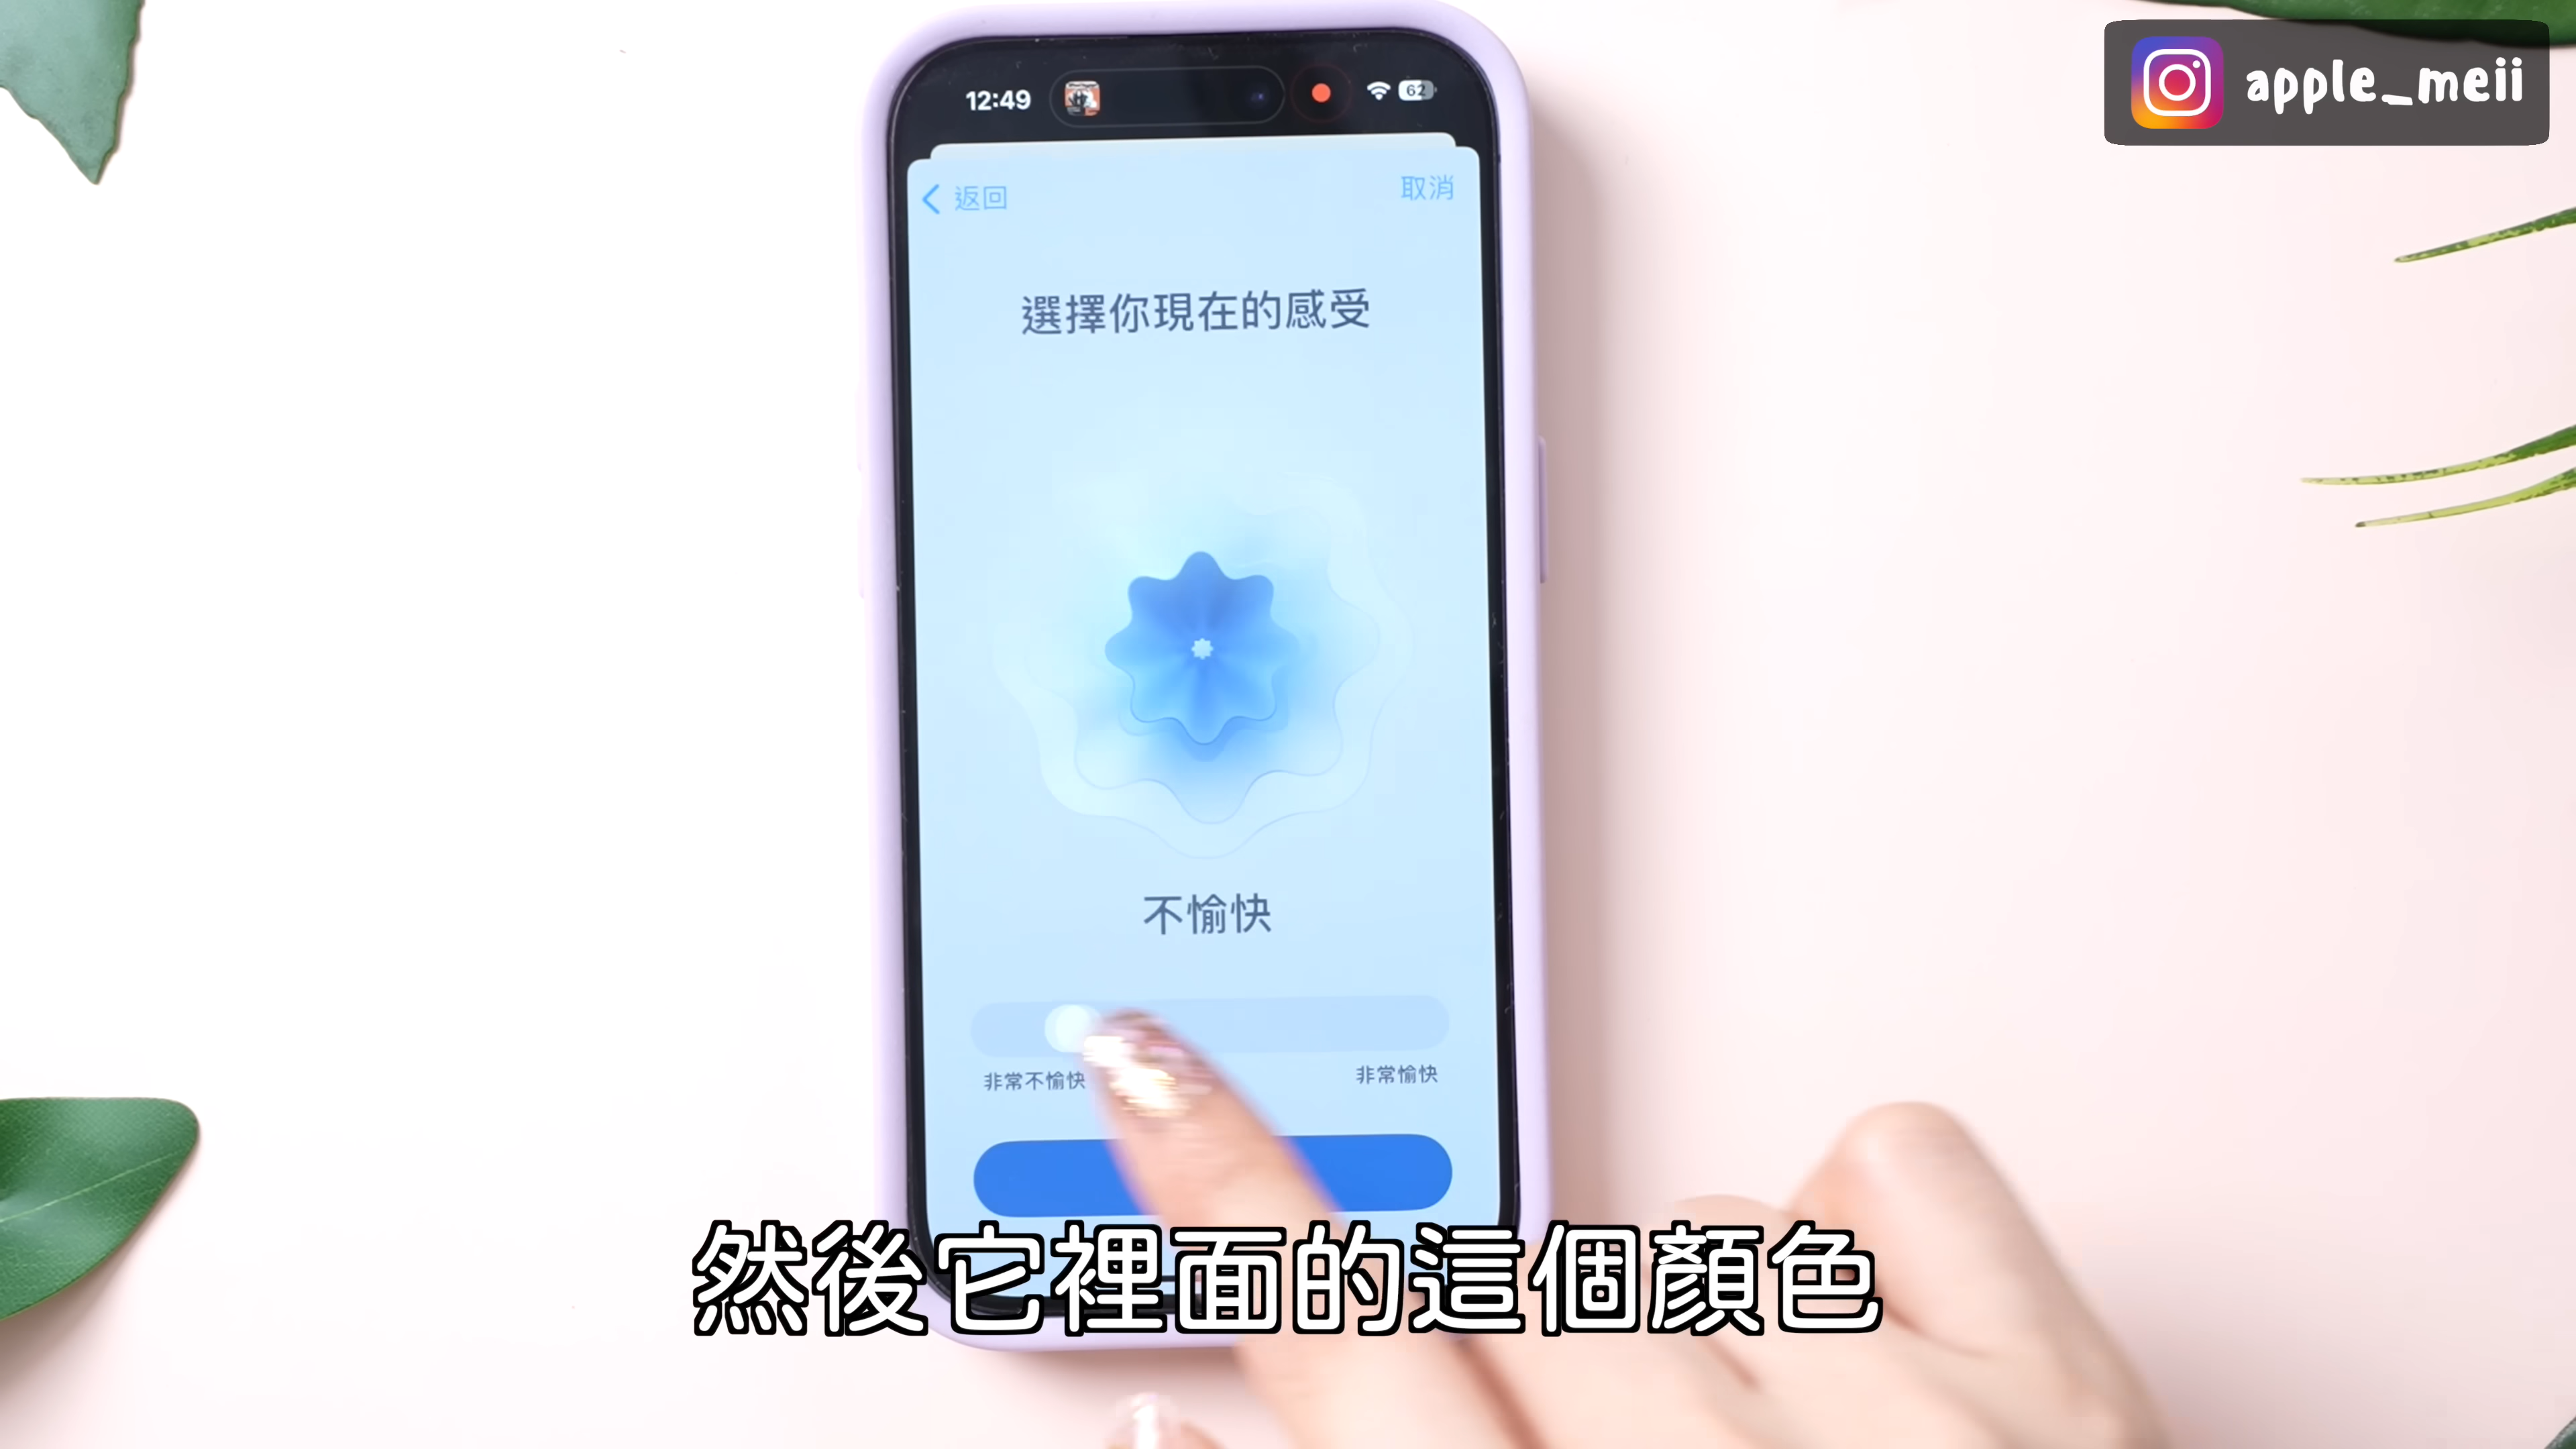 apple_meii
12:49
62
返回
取消
選擇你現在的感受
不愉快
非常不愉快
非常愉快
然後它裡面的這個顏色